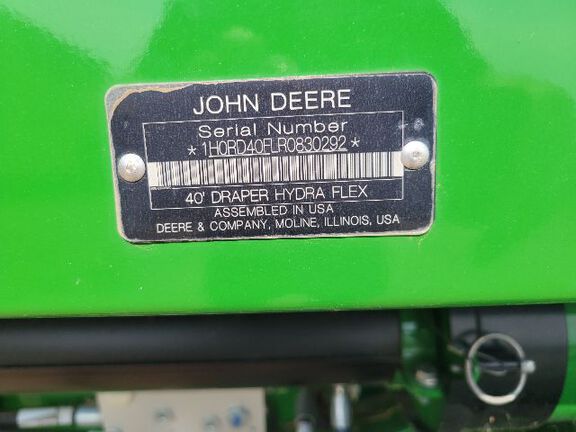 JOHN DEERE
Serial Number
*1H0RD40FLR0830292*
40' DRAPER HYDRA FLEX
ASSEMBLED IN USA
DEERE & COMPANY, MOLINE, ILLINOIS, USA